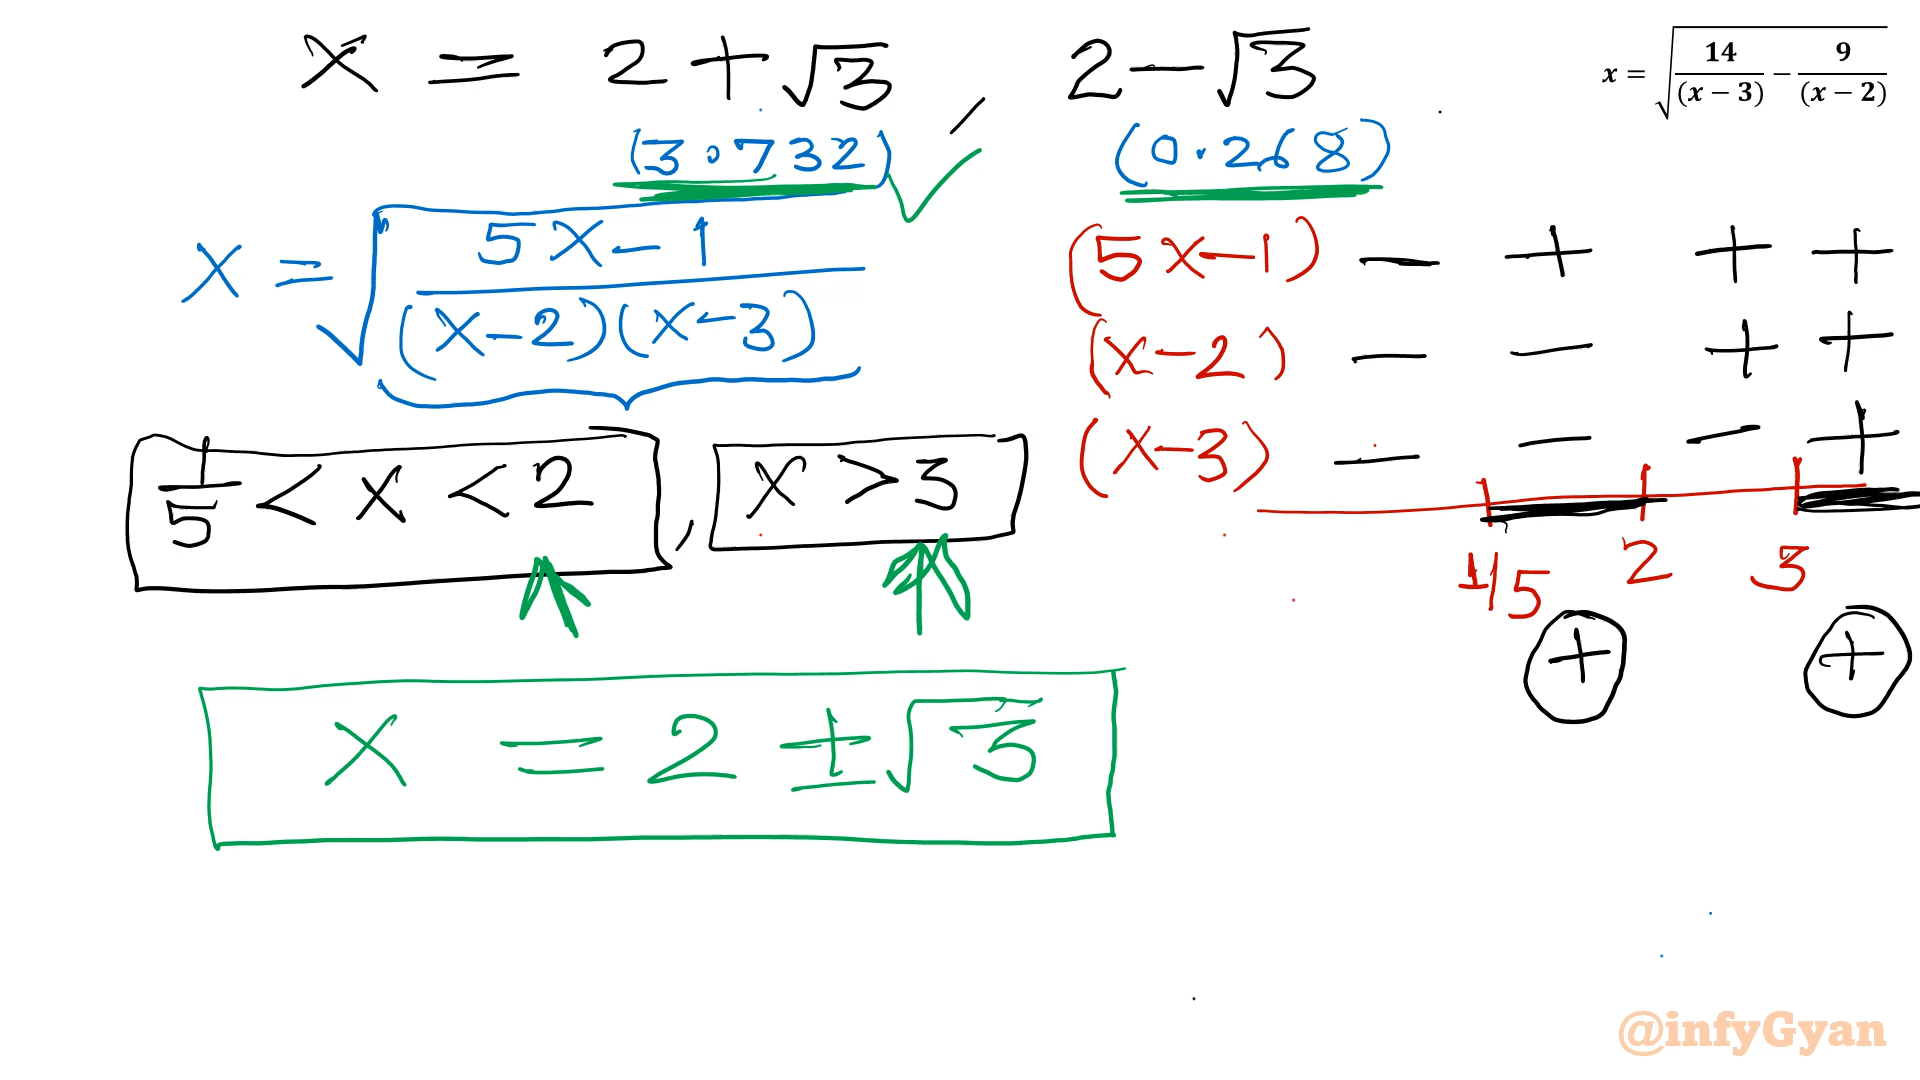 x = 2 + √3    2 − √3
x = √(14/(x − 3) − 9/(x − 2))
(3.732)    (0.268)
x = √((5x − 1)/((x − 2)(x − 3)))
(5x − 1) − + + +
(x − 2) − − + +
(x − 3) − − − +
1/5 < x < 2 , x > 3
1/5    2    3
+    +
x = 2 ± √3
@infyGyan